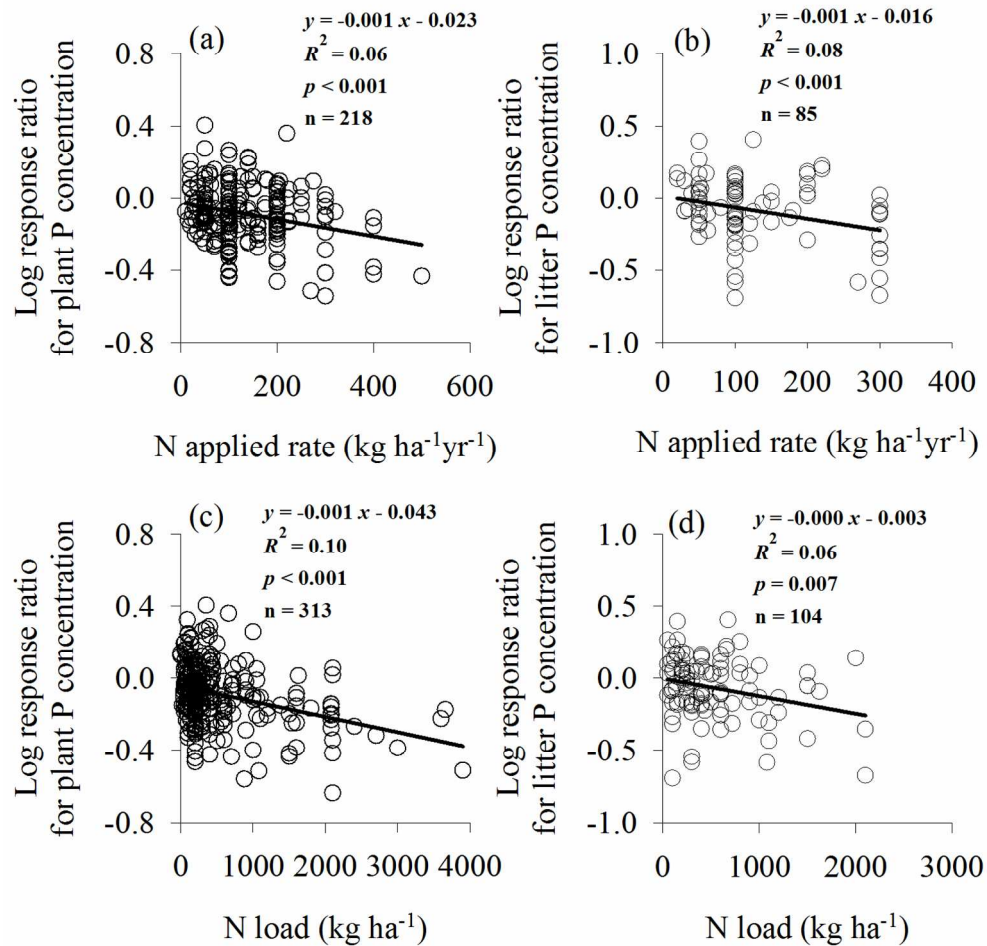 (a)
y = -0.001 x - 0.023
R² = 0.06
p < 0.001
n = 218
Log response ratio
for plant P concentration
0.8
0.4
0.0
-0.4
-0.8
0 200 400 600
N applied rate (kg ha⁻¹yr⁻¹)
(b)
y = -0.001 x - 0.016
R² = 0.08
p < 0.001
n = 85
Log response ratio
for litter P concentration
1.0
0.5
0.0
-0.5
-1.0
0 100 200 300 400
N applied rate (kg ha⁻¹yr⁻¹)
(c)
y = -0.001 x - 0.043
R² = 0.10
p < 0.001
n = 313
Log response ratio
for plant P concentration
0.8
0.4
0.0
-0.4
-0.8
0 1000 2000 3000 4000
N load (kg ha⁻¹)
(d)
y = -0.000 x - 0.003
R² = 0.06
p = 0.007
n = 104
Log response ratio
for litter P concentration
1.0
0.5
0.0
-0.5
-1.0
0 1000 2000 3000
N load (kg ha⁻¹)